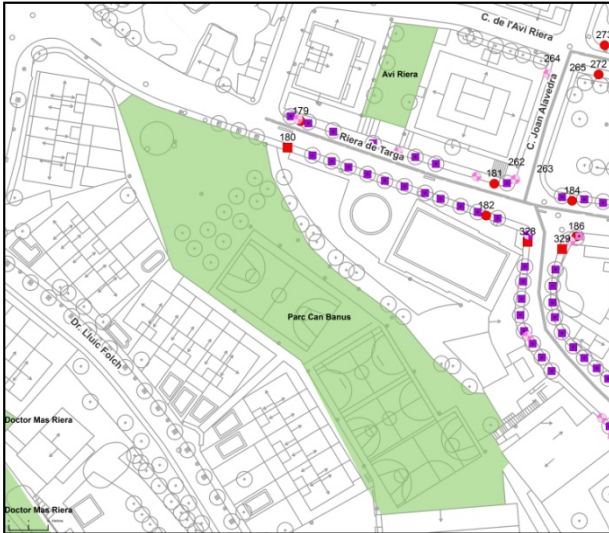 C. de l'Avi Riera
273
264
265
272
Avi Riera
C. Joan Alavedra
179
Riera de Targa
180
262
263
181
184
182
328
186
329
Parc Can Banus
Dr. Lluic Folch
Doctor Mas Riera
Doctor Mas Riera